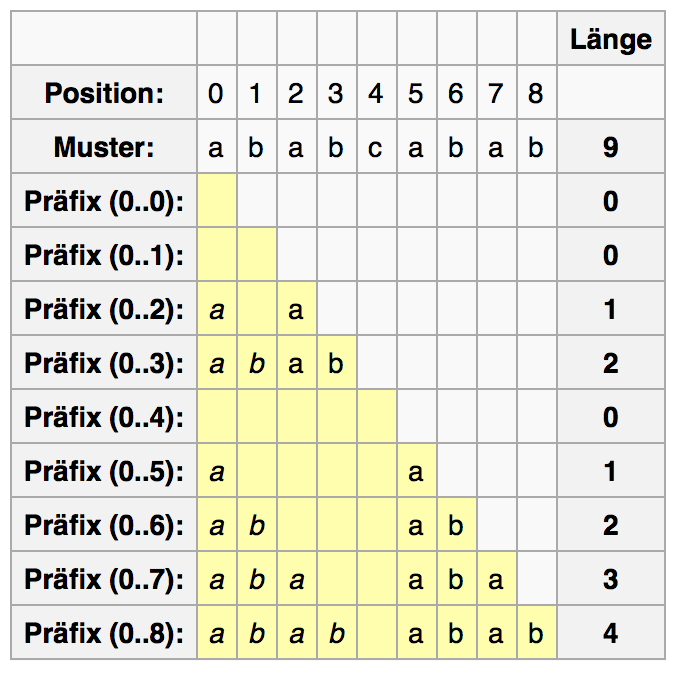 Länge
Position: 0 1 2 3 4 5 6 7 8
Muster: a b a b c a b a b 9
Präfix (0..0): 0
Präfix (0..1): 0
Präfix (0..2): a a 1
Präfix (0..3): a b a b 2
Präfix (0..4): 0
Präfix (0..5): a a 1
Präfix (0..6): a b a b 2
Präfix (0..7): a b a a b a 3
Präfix (0..8): a b a b a b a b 4